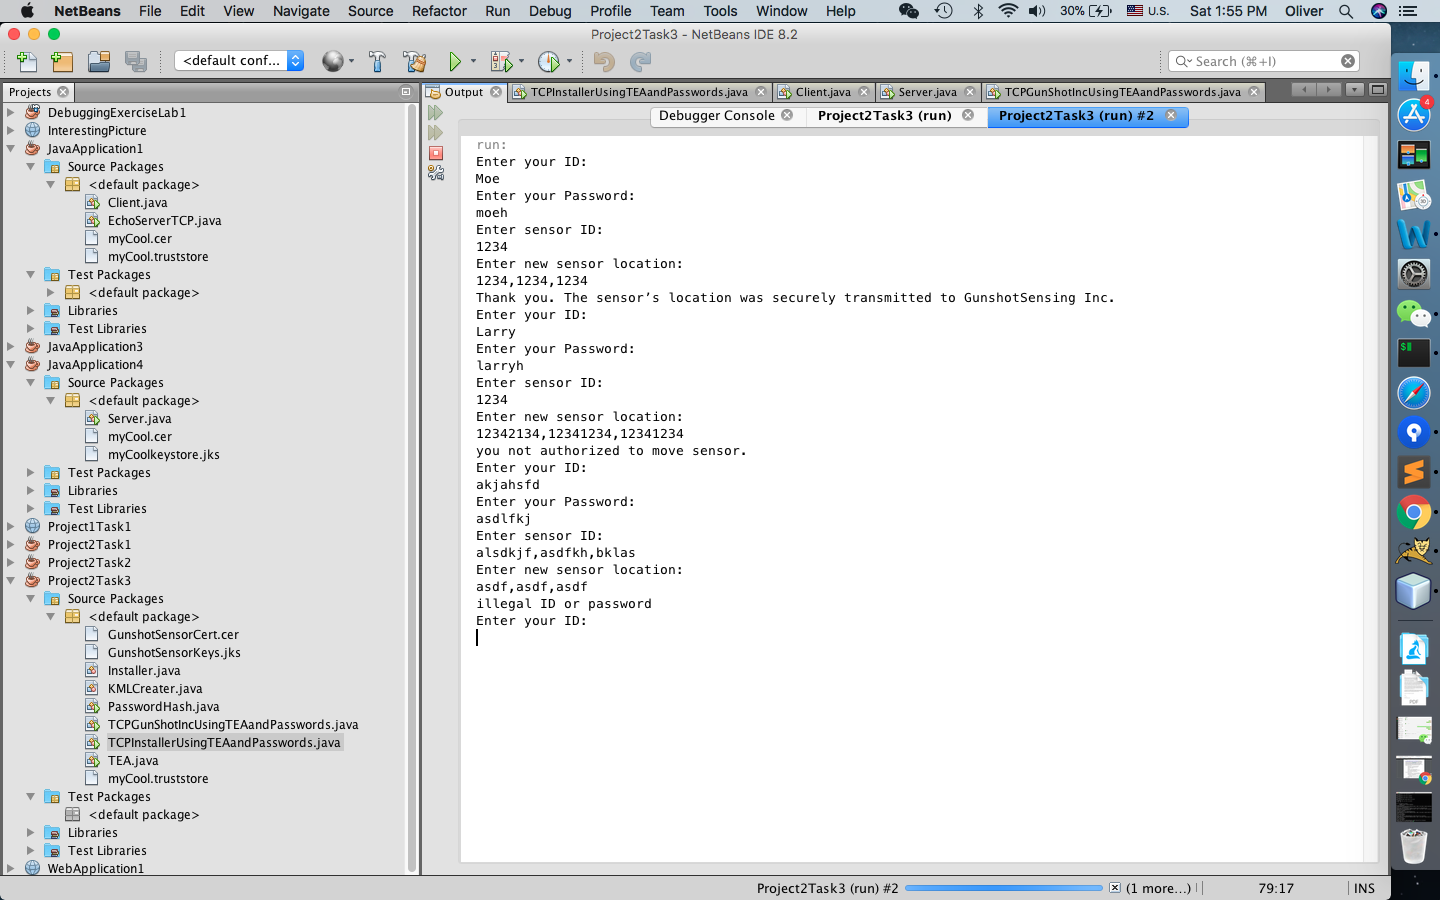 NetBeans File Edit View Navigate Source Refactor Run Debug Profile Team Tools Window Help 30% U.S. Sat 1:55 PM Oliver
Project2Task3 - NetBeans IDE 8.2
<default conf... Search (⌘+I)
Projects
DebuggingExerciseLab1
InterestingPicture
JavaApplication1
Source Packages
<default package>
Client.java
EchoServerTCP.java
myCool.cer
myCool.truststore
Test Packages
<default package>
Libraries
Test Libraries
JavaApplication3
JavaApplication4
Source Packages
<default package>
Server.java
myCool.cer
myCoolkeystore.jks
Test Packages
Libraries
Test Libraries
Project1Task1
Project2Task1
Project2Task2
Project2Task3
Source Packages
<default package>
GunshotSensorCert.cer
GunshotSensorKeys.jks
Installer.java
KMLCreater.java
PasswordHash.java
TCPGunShotIncUsingTEAandPasswords.java
TCPInstallerUsingTEAandPasswords.java
TEA.java
myCool.truststore
Test Packages
<default package>
Libraries
Test Libraries
WebApplication1
Output TCPInstallerUsingTEAandPasswords.java Client.java Server.java TCPGunShotIncUsingTEAandPasswords.java
Debugger Console Project2Task3 (run) Project2Task3 (run) #2
run:
Enter your ID:
Moe
Enter your Password:
moeh
Enter sensor ID:
1234
Enter new sensor location:
1234,1234,1234
Thank you. The sensor’s location was securely transmitted to GunshotSensing Inc.
Enter your ID:
Larry
Enter your Password:
larryh
Enter sensor ID:
1234
Enter new sensor location:
12342134,12341234,12341234
you not authorized to move sensor.
Enter your ID:
akjahsfd
Enter your Password:
asdlfkj
Enter sensor ID:
alsdkjf,asdfkh,bklas
Enter new sensor location:
asdf,asdf,asdf
illegal ID or password
Enter your ID:
4
Project2Task3 (run) #2 (1 more...) 79:17 INS